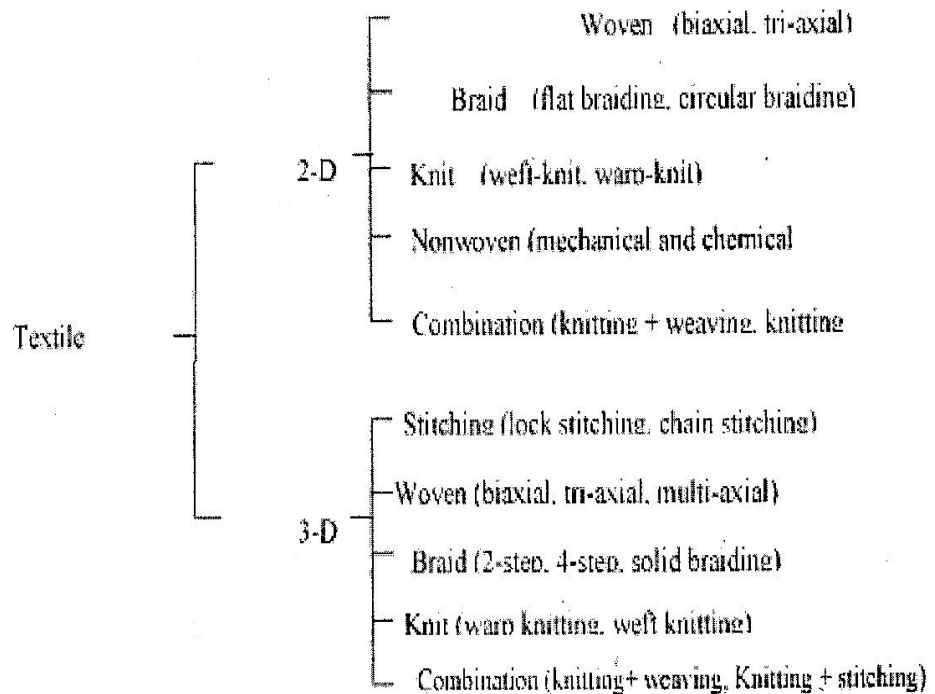 Woven (biaxial, tri-axial)
Braid (flat braiding, circular braiding)
2-D
Knit (weft-knit, warp-knit)
Nonwoven (mechanical and chemical
Combination (knitting + weaving, knitting
Textile
Stitching (lock stitching, chain stitching)
Woven (biaxial, tri-axial, multi-axial)
3-D
Braid (2-step, 4-step, solid braiding)
Knit (warp knitting, weft knitting)
Combination (knitting+ weaving, Knitting + stitching)